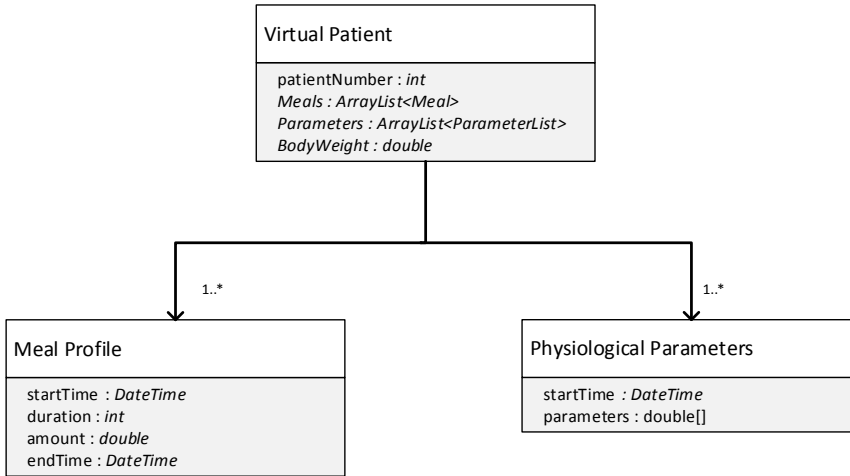 Virtual Patient
patientNumber : int
Meals : ArrayList<Meal>
Parameters : ArrayList<ParameterList>
BodyWeight : double
1..*
1..*
Meal Profile
startTime : DateTime
duration : int
amount : double
endTime : DateTime
Physiological Parameters
startTime : DateTime
parameters : double[]